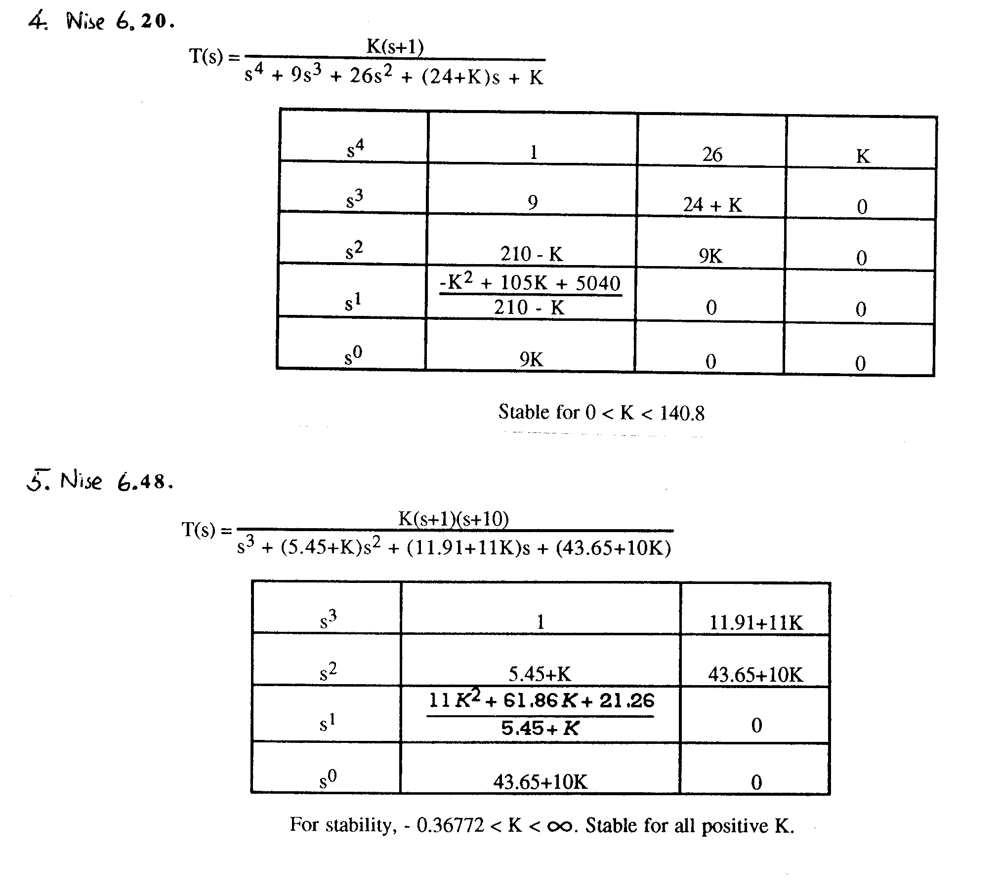 4. Nise 6.20.
T(s) = K(s+1) / s^4 + 9s^3 + 26s^2 + (24+K)s + K
s^4 1 26 K
s^3 9 24 + K 0
s^2 210 - K 9K 0
s^1 -K^2 + 105K + 5040 / 210 - K 0 0
s^0 9K 0 0
Stable for 0 < K < 140.8
5. Nise 6.48.
T(s) = K(s+1)(s+10) / s^3 + (5.45+K)s^2 + (11.91+11K)s + (43.65+10K)
s^3 1 11.91+11K
s^2 5.45+K 43.65+10K
s^1 11K^2 + 61.86K + 21.26 / 5.45+K 0
s^0 43.65+10K 0
For stability, - 0.36772 < K < ∞. Stable for all positive K.